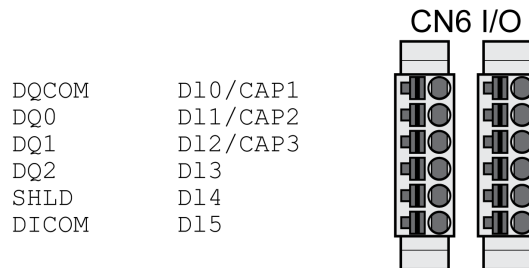 CN6 I/O
DQCOM DI0/CAP1
DQ0 DI1/CAP2
DQ1 DI2/CAP3
DQ2 DI3
SHLD DI4
DICOM DI5